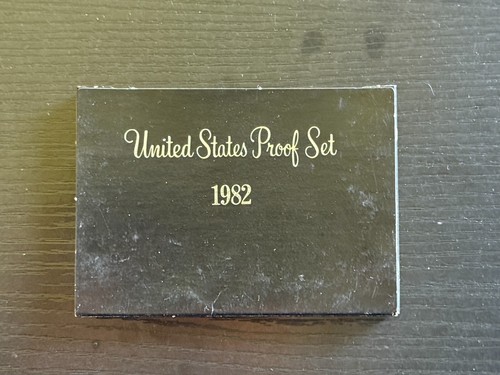 United States Proof Set
1982